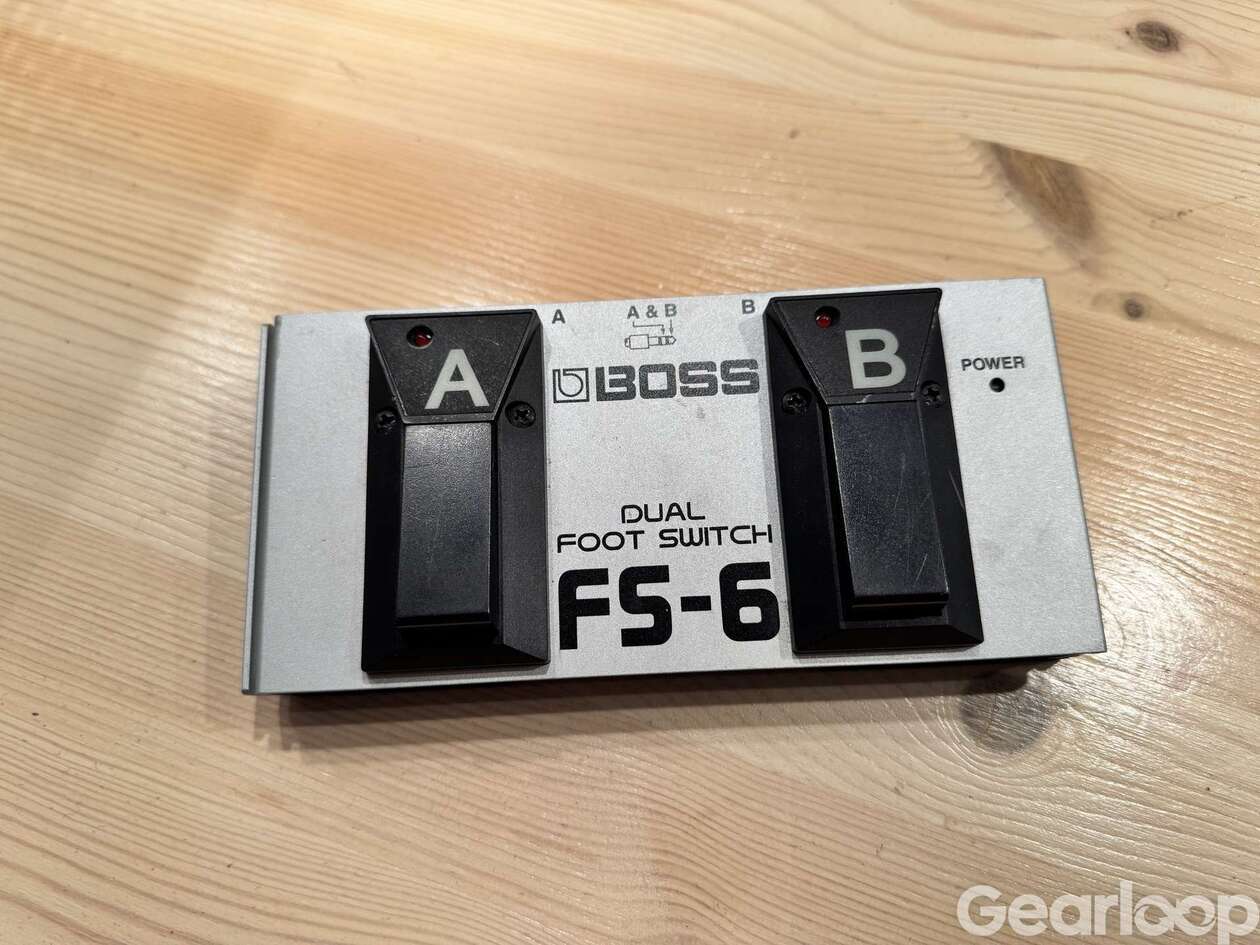 A
A & B
B
A
B
BOSS
POWER
DUAL
FOOT SWITCH
FS-6
Gearloop